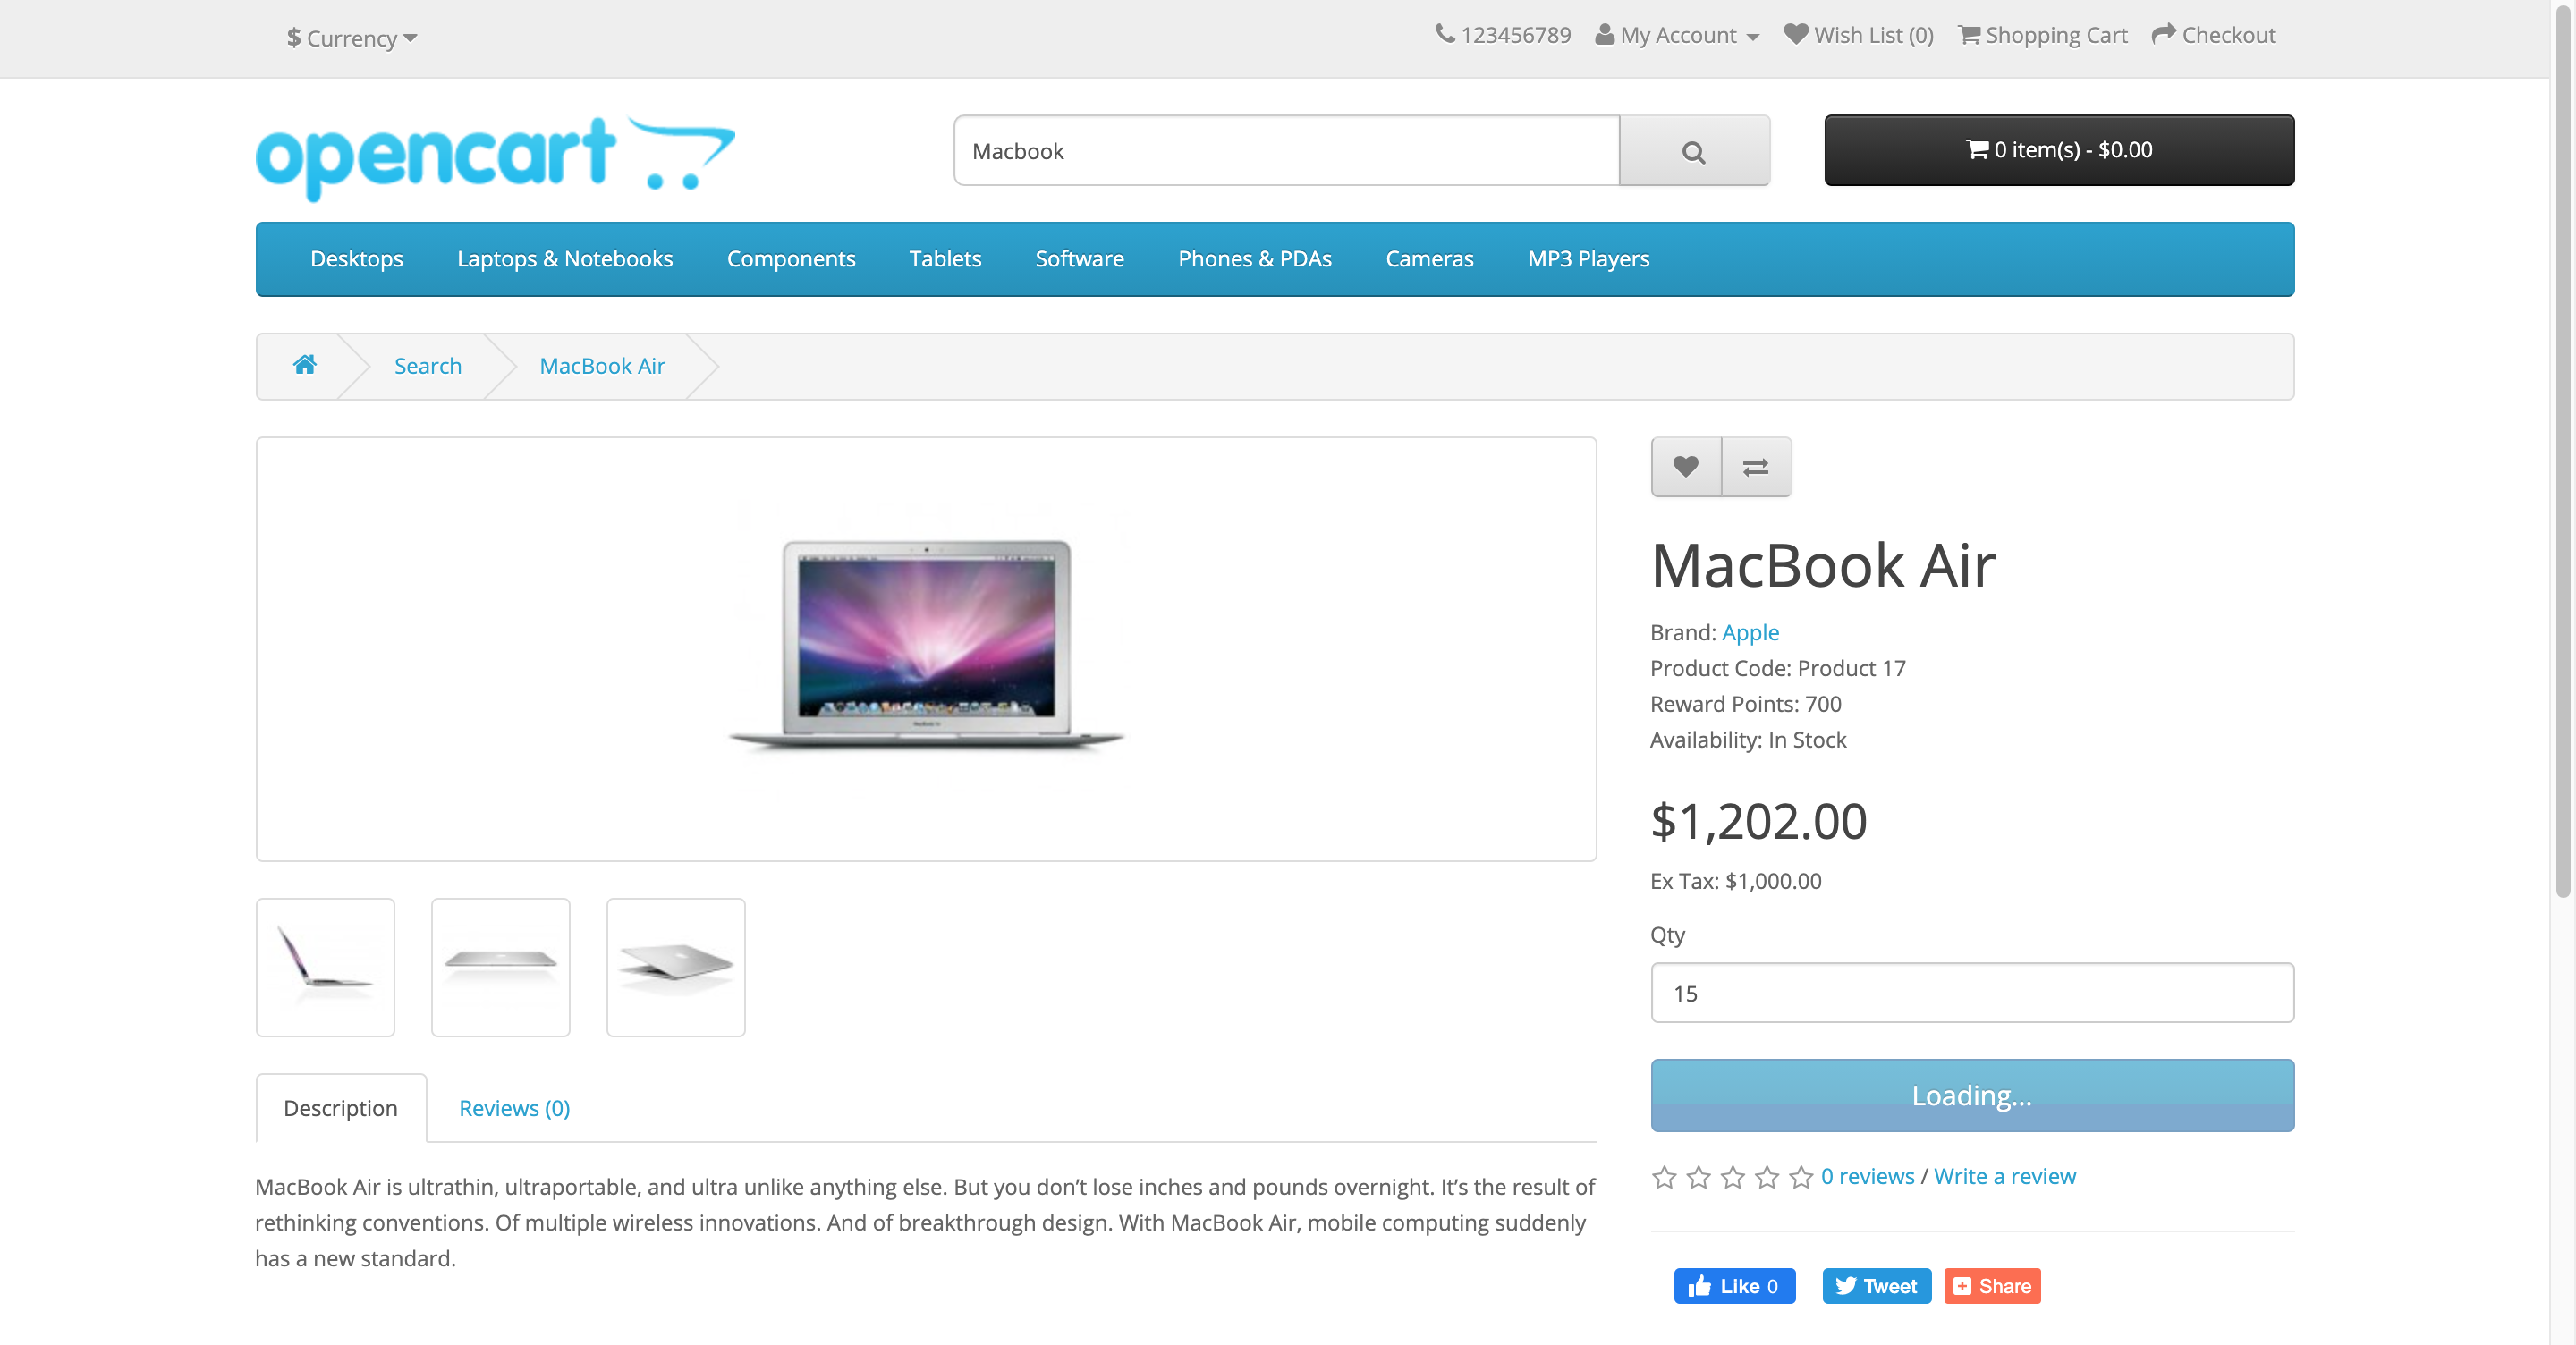 $ Currency
123456789 My Account Wish List (0) Shopping Cart Checkout
opencart
Macbook
0 item(s) - $0.00
Desktops Laptops & Notebooks Components Tablets Software Phones & PDAs Cameras MP3 Players
Search MacBook Air
MacBook Air
Brand: Apple
Product Code: Product 17
Reward Points: 700
Availability: In Stock
$1,202.00
Ex Tax: $1,000.00
Qty
15
Loading...
0 reviews / Write a review
Like 0 Tweet Share
Description Reviews (0)
MacBook Air is ultrathin, ultraportable, and ultra unlike anything else. But you don’t lose inches and pounds overnight. It’s the result of
rethinking conventions. Of multiple wireless innovations. And of breakthrough design. With MacBook Air, mobile computing suddenly
has a new standard.